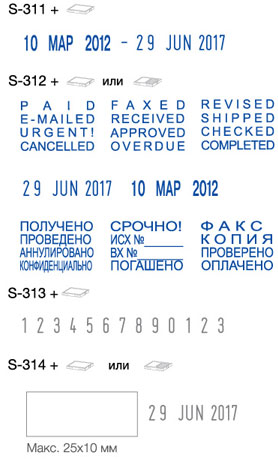 S-311 +
10 МАР 2012 – 29 JUN 2017
S-312 + или
PAID FAXED REVISED
E-MAILED RECEIVED SHIPPED
URGENT! APPROVED CHECKED
CANCELLED OVERDUE COMPLETED
29 JUN 2017 10 МАР 2012
ПОЛУЧЕНО СРОЧНО! ФАКС
ПРОВЕДЕНО ИСХ №______ КОПИЯ
АННУЛИРОВАНО ВХ №______ ПРОВЕРЕНО
КОНФИДЕНЦИАЛЬНО ПОГАШЕНО ОПЛАЧЕНО
S-313 +
1 2 3 4 5 6 7 8 9 0 1 2 3
S-314 + или
29 JUN 2017
Макс. 25х10 мм